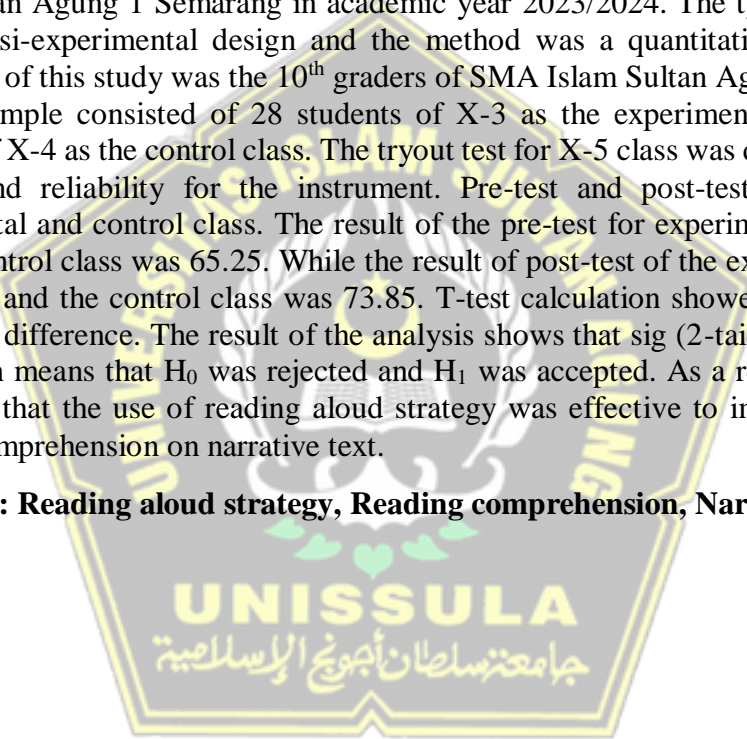 an Agung 1 Semarang in academic year 2023/2024. The t
si-experimental design and the method was a quantitati
of this study was the 10th graders of SMA Islam Sultan Ag
mple consisted of 28 students of X-3 as the experimen
f X-4 as the control class. The tryout test for X-5 class was
nd reliability for the instrument. Pre-test and post-test
tal and control class. The result of the pre-test for experin
ntrol class was 65.25. While the result of post-test of the ex
and the control class was 73.85. T-test calculation showe
difference. The result of the analysis shows that sig (2-tai
n means that H0 was rejected and H1 was accepted. As a r
that the use of reading aloud strategy was effective to in
mprehension on narrative text.
: Reading aloud strategy, Reading comprehension, Nar
UNIVERSITAS ISLAM SULTAN AGUNG
UNISSULA
جامعة سلطان أجونج الإسلامية